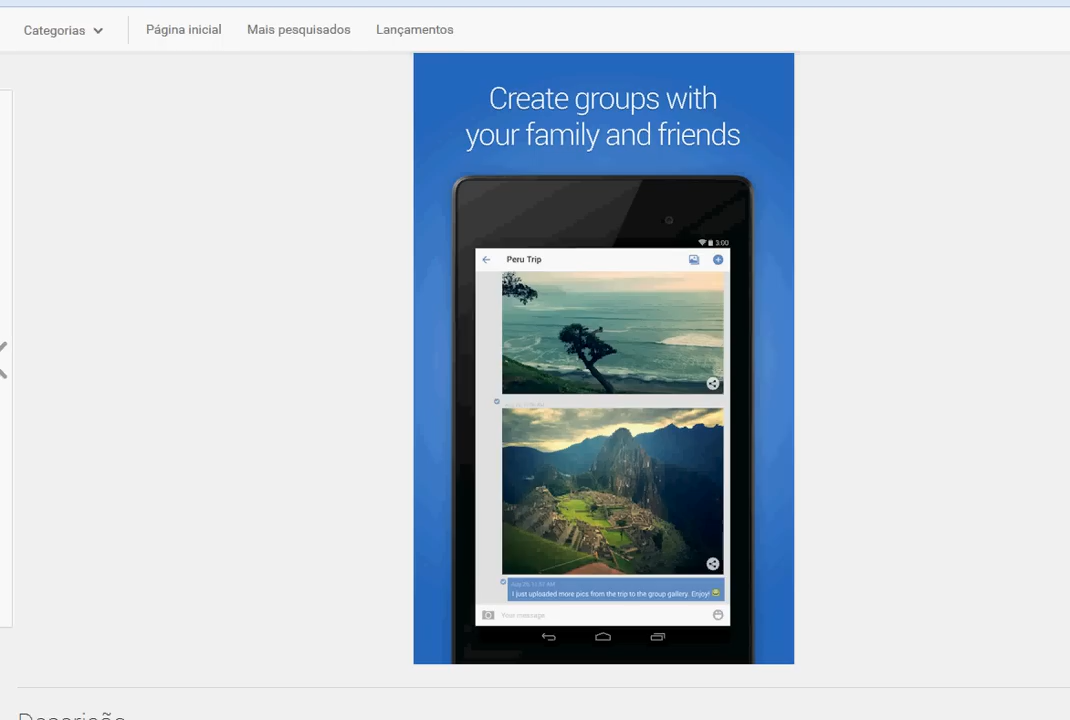 Categorias
Página inicial
Mais pesquisados
Lançamentos
Create groups with
your family and friends
3:00
Peru Trip
I just uploaded more pics from the trip to the group gallery. Enjoy!
Your message
Descrição